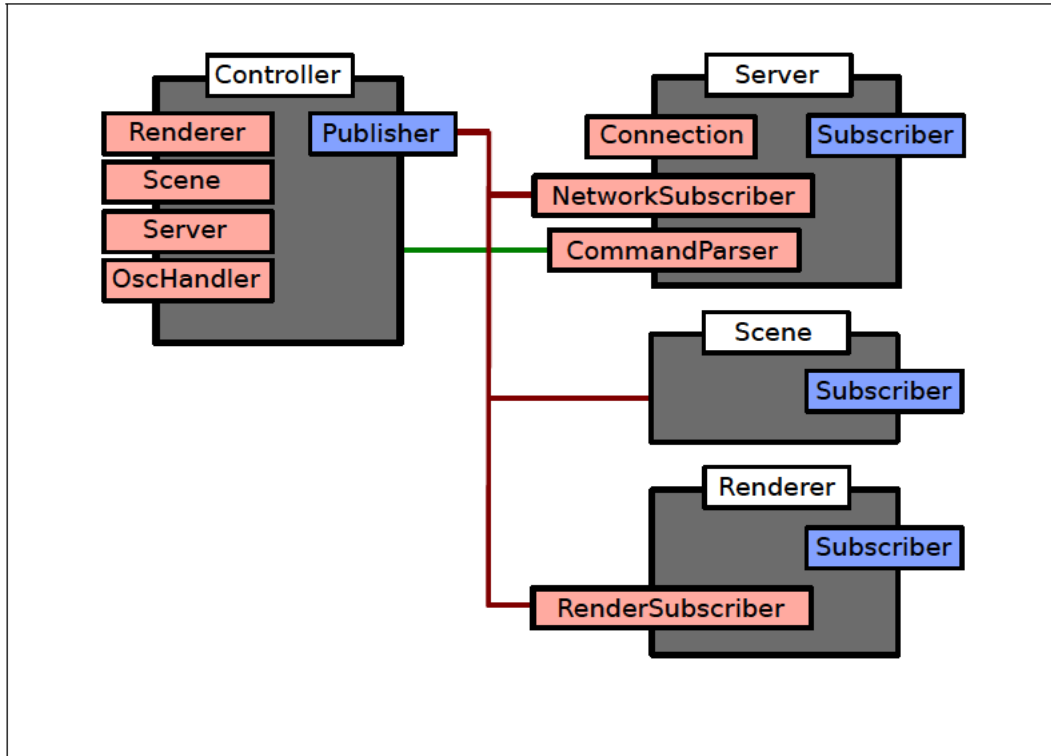 Controller
Renderer
Publisher
Scene
Server
OscHandler
Server
Connection
Subscriber
NetworkSubscriber
CommandParser
Scene
Subscriber
Renderer
Subscriber
RenderSubscriber